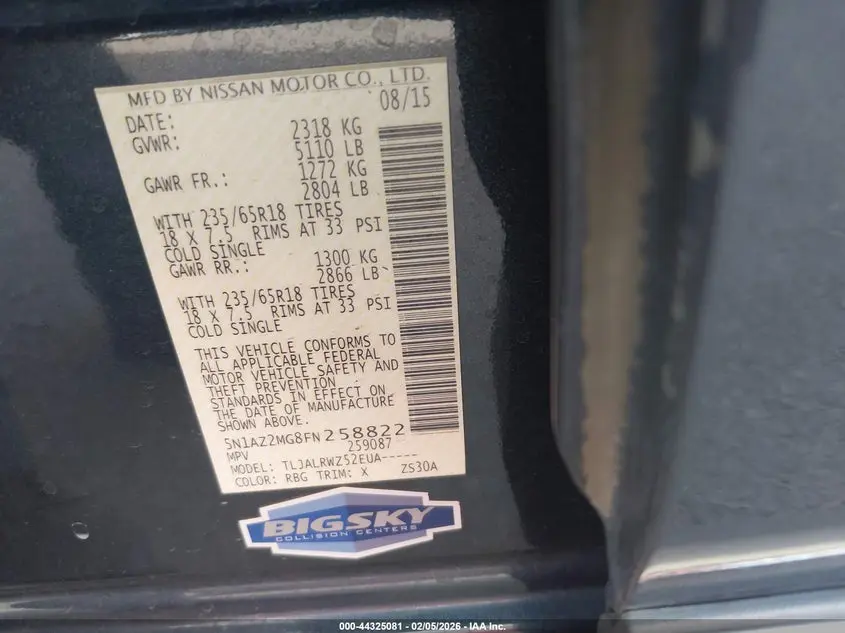 MFD BY NISSAN MOTOR CO., LTD.
DATE: 08/15
GVWR: 2318 KG
5110 LB
GAWR FR.: 1272 KG
2804 LB
WITH 235/65R18 TIRES
18 X 7.5 RIMS AT 33 PSI
COLD SINGLE
GAWR RR.: 1300 KG
2866 LB
WITH 235/65R18 TIRES
18 X 7.5 RIMS AT 33 PSI
COLD SINGLE
THIS VEHICLE CONFORMS TO
ALL APPLICABLE FEDERAL
MOTOR VEHICLE SAFETY AND
THEFT PREVENTION
STANDARDS IN EFFECT ON
THE DATE OF MANUFACTURE
SHOWN ABOVE.
5N1AZ2MG8FN258822
MPV 259087
MODEL: TLJALRWZ52EUA-----
COLOR: RBG TRIM: X ZS30A
BIGSKY
COLLISION CENTERS
000-44325081 - 02/05/2026 - IAA Inc.